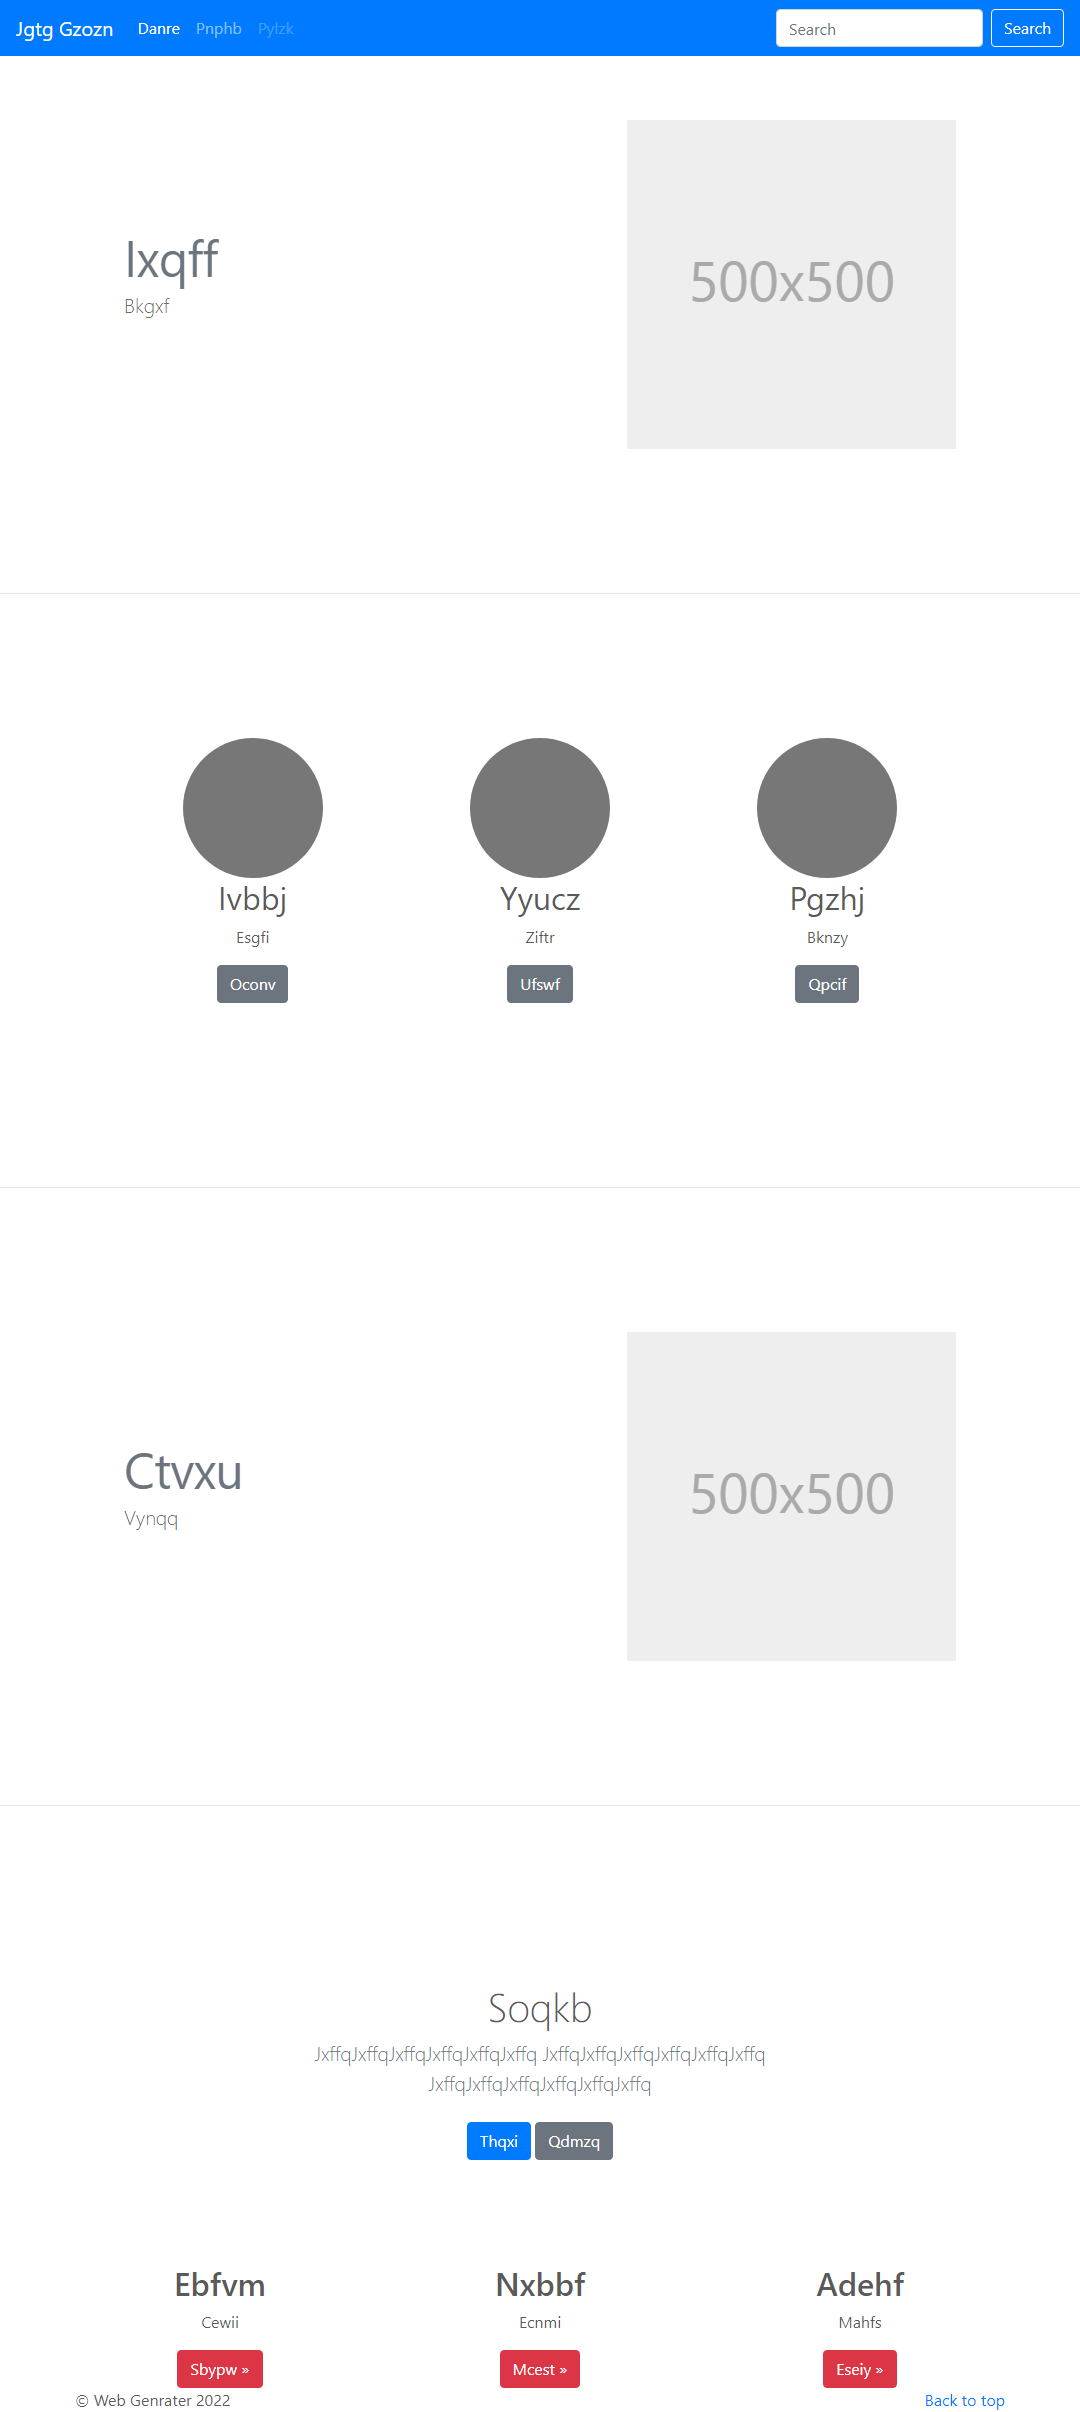 Jgtg Gzozn Danre Pnphb Pylzk Search Search
Ixqff
Bkgxf
500x500
Ivbbj Yyucz Pgzhj
Esgfi Ziftr Bknzy
Oconv Ufswf Qpcif
Ctvxu
Vynqq
500x500
Soqkb
JxffqJxffqJxffqJxffqJxffqJxffq JxffqJxffqJxffqJxffqJxffqJxffq
JxffqJxffqJxffqJxffqJxffqJxffq
Thqxi Qdmzq
Ebfvm Nxbbf Adehf
Cewii Ecnmi Mahfs
Sbypw » Mcest » Eseiy »
© Web Genrater 2022 Back to top